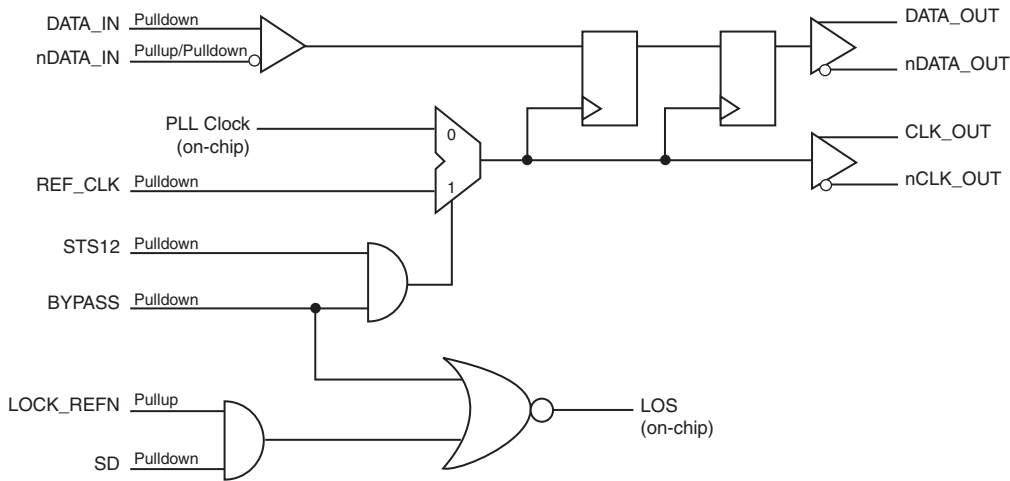 DATA_IN Pulldown
nDATA_IN Pullup/Pulldown
DATA_OUT
nDATA_OUT
PLL Clock
(on-chip)
0
REF_CLK Pulldown
1
CLK_OUT
nCLK_OUT
STS12 Pulldown
BYPASS Pulldown
LOCK_REFN Pullup
SD Pulldown
LOS
(on-chip)